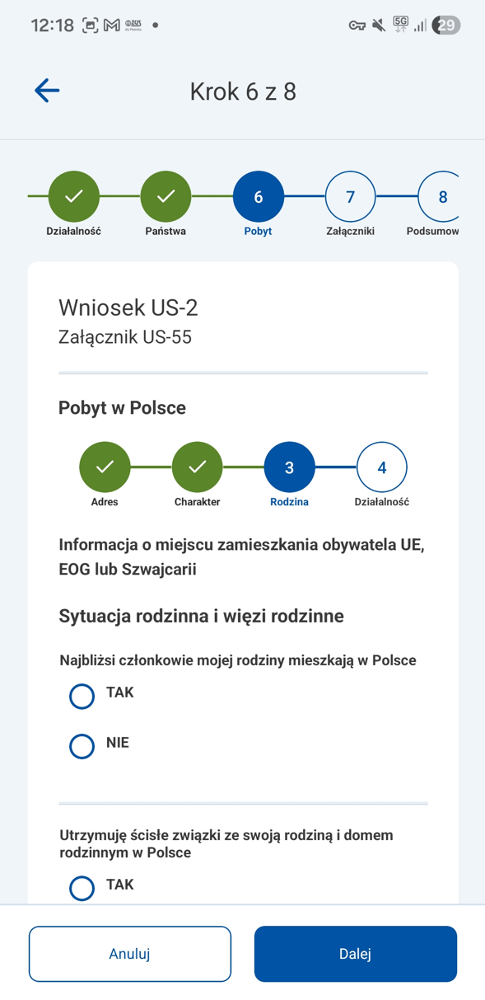 12:18
ZUS
5G
29
Krok 6 z 8
6 7 8
Działalność Państwa Pobyt Załączniki Podsumow
Wniosek US-2
Załącznik US-55
Pobyt w Polsce
3 4
Adres Charakter Rodzina Działalność
Informacja o miejscu zamieszkania obywatela UE,
EOG lub Szwajcarii
Sytuacja rodzinna i więzi rodzinne
Najbliżsi członkowie mojej rodziny mieszkają w Polsce
TAK
NIE
Utrzymuję ścisłe związki ze swoją rodziną i domem
rodzinnym w Polsce
TAK
Anuluj Dalej